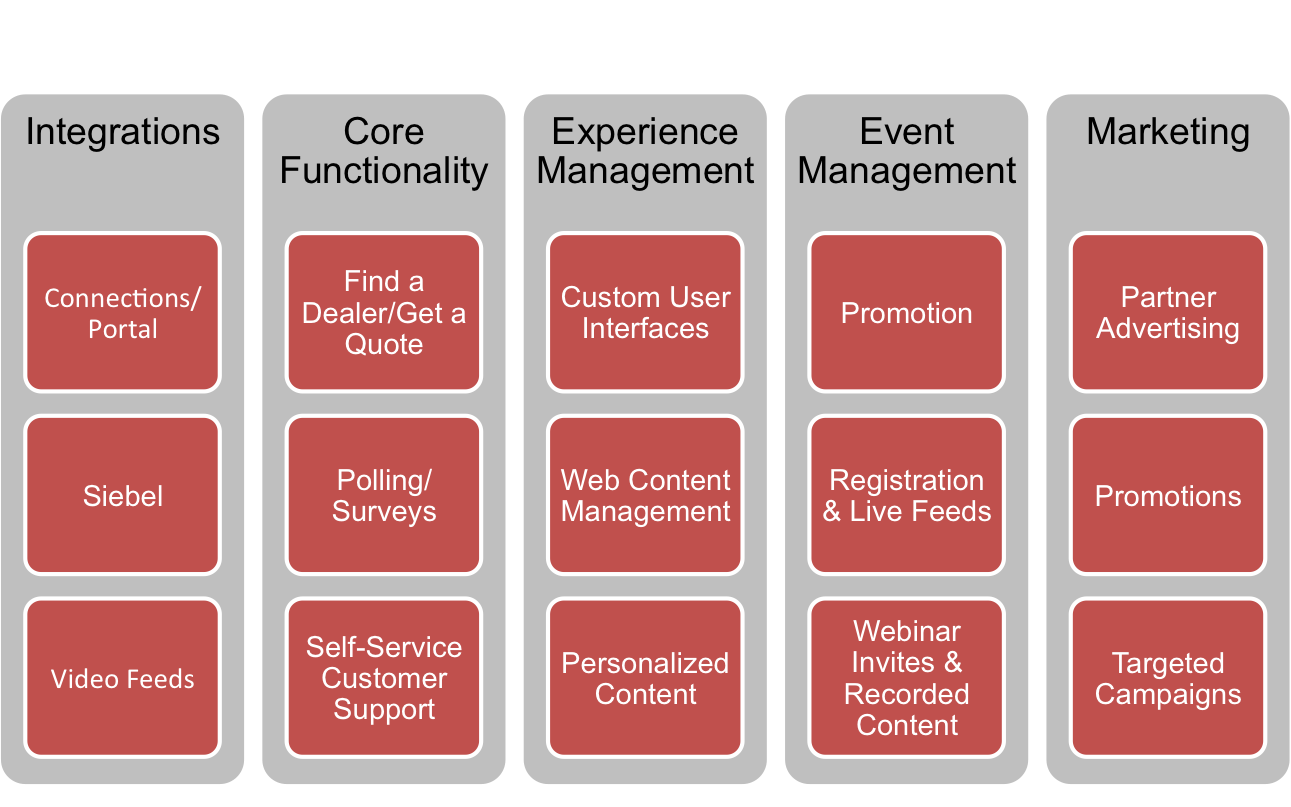 Integrations
Connections/
Portal
Siebel
Video Feeds
Core
Functionality
Find a
Dealer/Get a
Quote
Polling/
Surveys
Self-Service
Customer
Support
Experience
Management
Custom User
Interfaces
Web Content
Management
Personalized
Content
Event
Management
Promotion
Registration
& Live Feeds
Webinar
Invites &
Recorded
Content
Marketing
Partner
Advertising
Promotions
Targeted
Campaigns